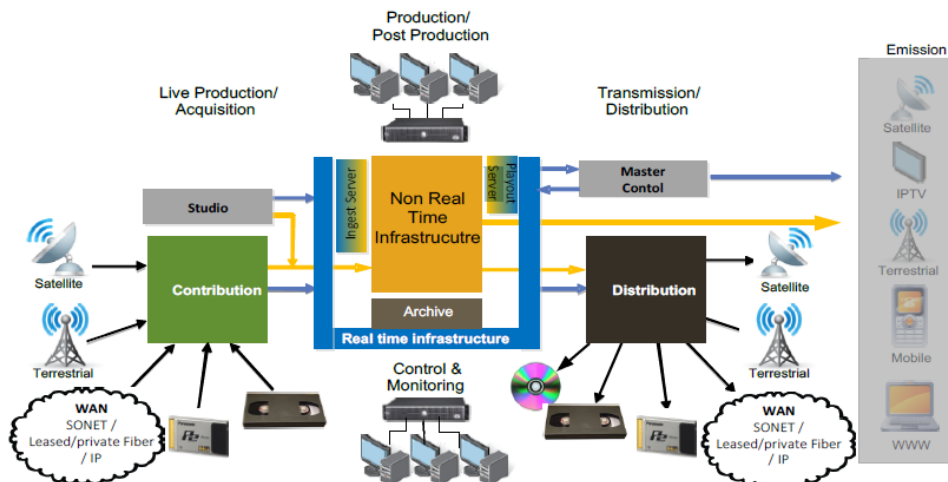 Production/
Post Production
Emission
Live Production/
Acquisition
Transmission/
Distribution
Satellite
IPTV
Terrestrial
Mobile
WWW
Studio
Ingest Server
Non Real
Time
Infrastrucutre
Playout
Server
Master
Contol
Satellite
Contribution
Archive
Real time infrastructure
Distribution
Satellite
Terrestrial
Terrestrial
Control &
Monitoring
WAN
SONET /
Leased/private Fiber
/ IP
P2
WAN
SONET /
Leased/private Fiber
/ IP
P2